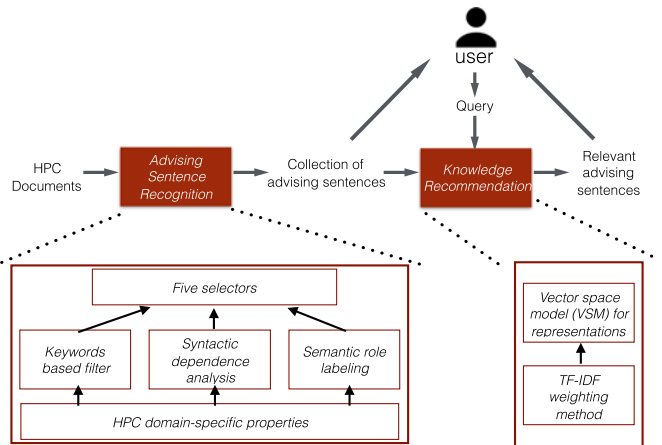 user
Query
HPC
Documents
Advising
Sentence
Recognition
Collection of
advising sentences
Knowledge
Recommendation
Relevant
advising
sentences
Five selectors
Keywords
based filter
Syntactic
dependence
analysis
Semantic role
labeling
HPC domain-specific properties
Vector space
model (VSM) for
representations
TF-IDF
weighting
method